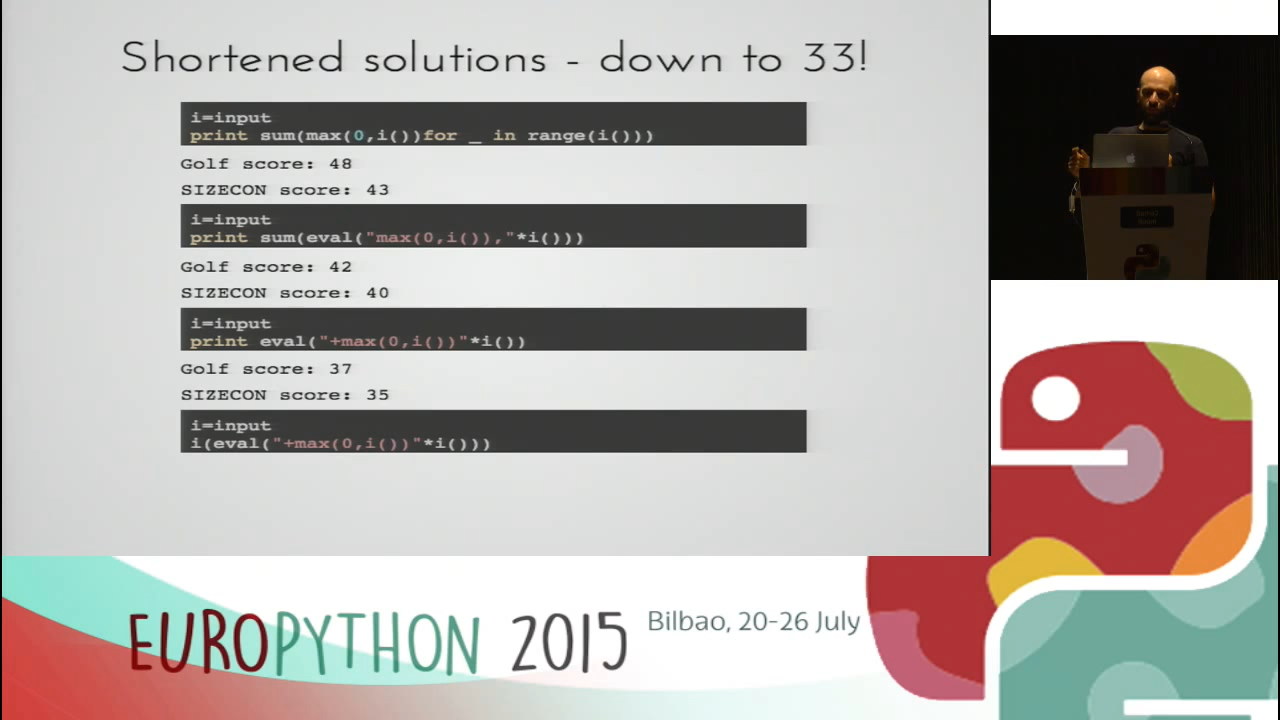 Shortened solutions - down to 33!
i=input
print sum(max(0,i())for _ in range(i()))
Golf score: 48
SIZECON score: 43
i=input
print sum(eval("max(0,i()),"*i()))
Golf score: 42
SIZECON score: 40
i=input
print eval("+max(0,i())"*i())
Golf score: 37
SIZECON score: 35
i=input
i(eval("+max(0,i())"*i()))
EUROPYTHON 2015
Bilbao, 20-26 July